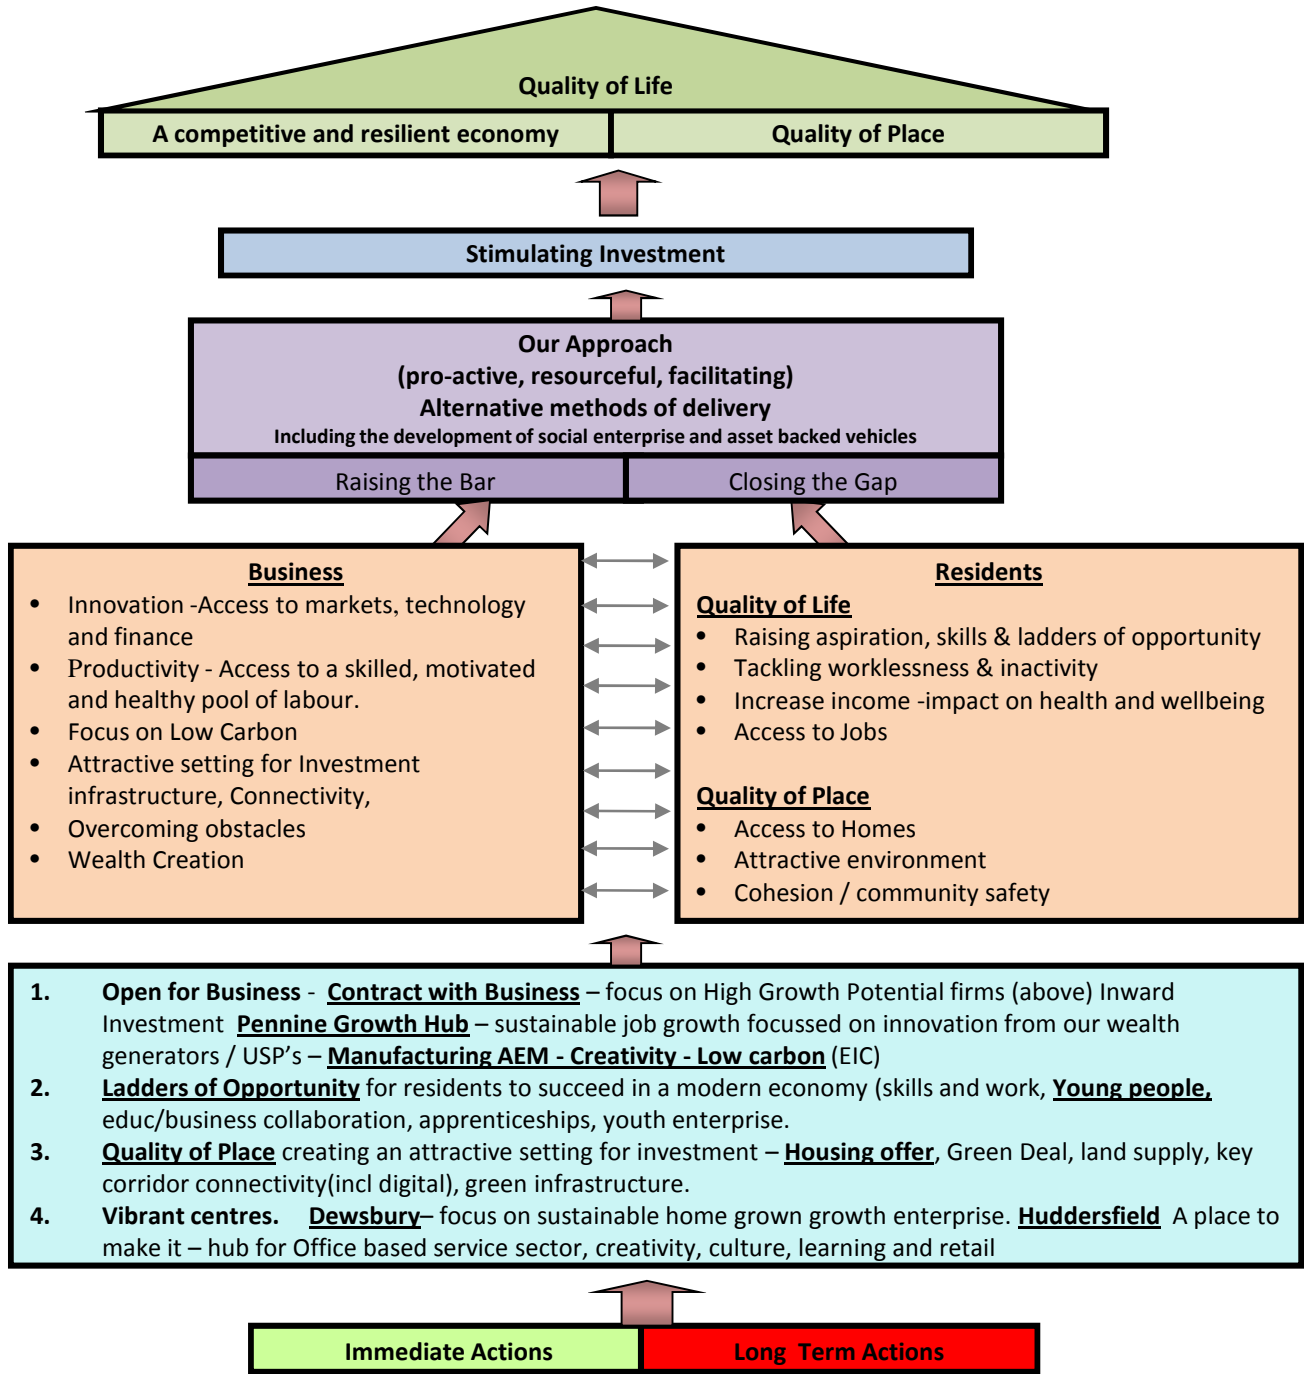 Quality of Life
A competitive and resilient economy
Quality of Place
Stimulating Investment
Our Approach
(pro-active, resourceful, facilitating)
Alternative methods of delivery
Including the development of social enterprise and asset backed vehicles
Raising the Bar
Closing the Gap
Business
• Innovation -Access to markets, technology
and finance
• Productivity - Access to a skilled, motivated
and healthy pool of labour.
• Focus on Low Carbon
• Attractive setting for Investment
infrastructure, Connectivity,
• Overcoming obstacles
• Wealth Creation
Residents
Quality of Life
• Raising aspiration, skills & ladders of opportunity
• Tackling worklessness & inactivity
• Increase income -impact on health and wellbeing
• Access to Jobs
Quality of Place
• Access to Homes
• Attractive environment
• Cohesion / community safety
1. Open for Business - Contract with Business – focus on High Growth Potential firms (above) Inward
Investment Pennine Growth Hub – sustainable job growth focussed on innovation from our wealth
generators / USP's – Manufacturing AEM - Creativity - Low carbon (EIC)
2. Ladders of Opportunity for residents to succeed in a modern economy (skills and work, Young people,
educ/business collaboration, apprenticeships, youth enterprise.
3. Quality of Place creating an attractive setting for investment – Housing offer, Green Deal, land supply, key
corridor connectivity(incl digital), green infrastructure.
4. Vibrant centres. Dewsbury– focus on sustainable home grown growth enterprise. Huddersfield A place to
make it – hub for Office based service sector, creativity, culture, learning and retail
Immediate Actions
Long Term Actions